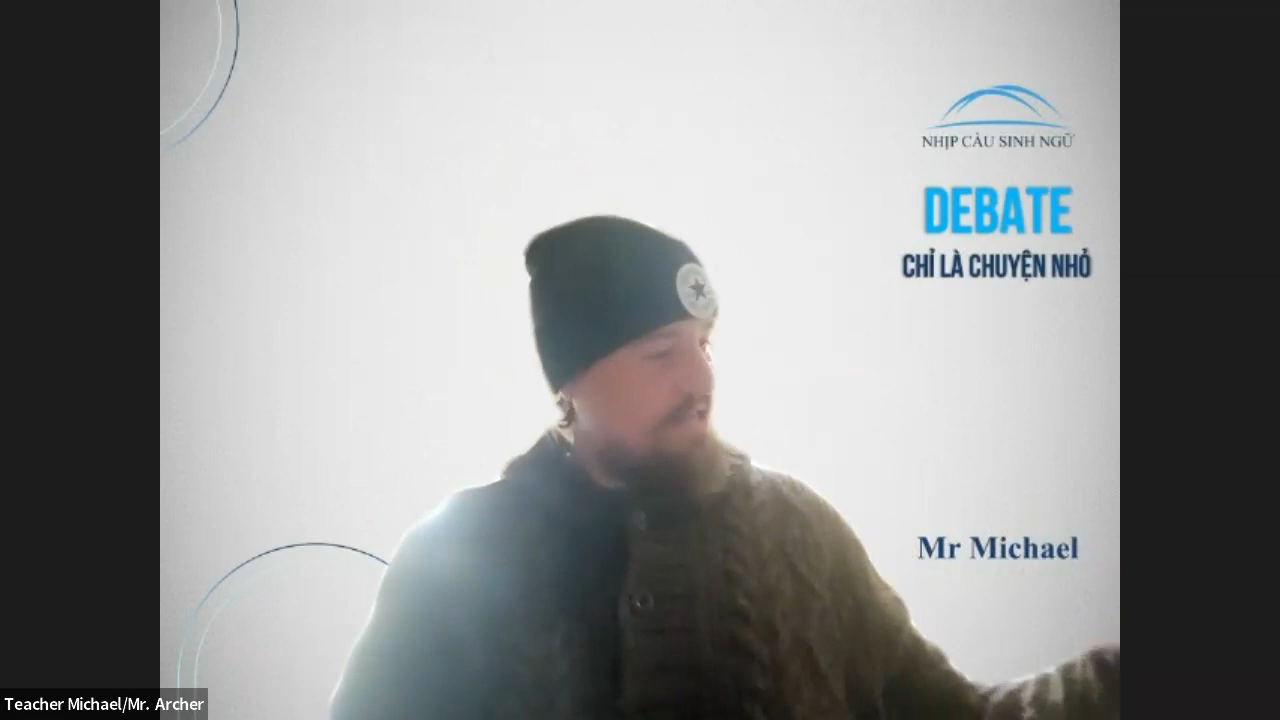 NHỊP CẦU SINH NGỮ
DEBATE
CHỈ LÀ CHUYỆN NHỎ
Mr Michael
Teacher Michael/Mr. Archer